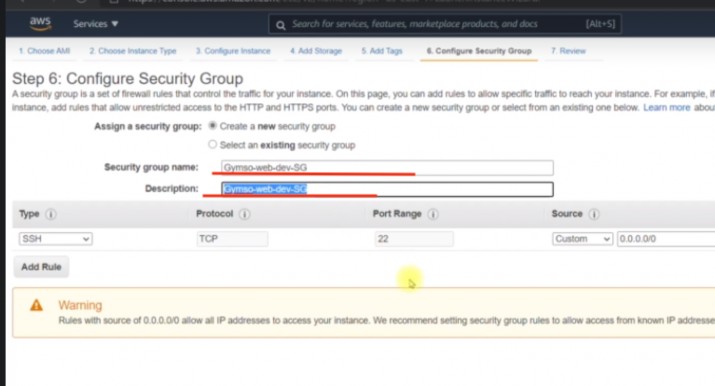 aws Services Search for services, features, marketplace products, and docs [Alt+S]
1. Choose AMI 2. Choose Instance Type 3. Configure Instance 4. Add Storage 5. Add Tags 6. Configure Security Group 7. Review
Step 6: Configure Security Group
A security group is a set of firewall rules that control the traffic for your instance. On this page, you can add rules to allow specific traffic to reach your instance. For example, if
instance, add rules that allow unrestricted access to the HTTP and HTTPS ports. You can create a new security group or select from an existing one below. Learn more about
Assign a security group: Create a new security group
Select an existing security group
Security group name: Gymso-web-dev-SG
Description: Gymso-web-dev-SG
Type Protocol Port Range Source
SSH TCP 22 Custom 0.0.0.0/0
Add Rule
Warning
Rules with source of 0.0.0.0/0 allow all IP addresses to access your instance. We recommend setting security group rules to allow access from known IP addresse